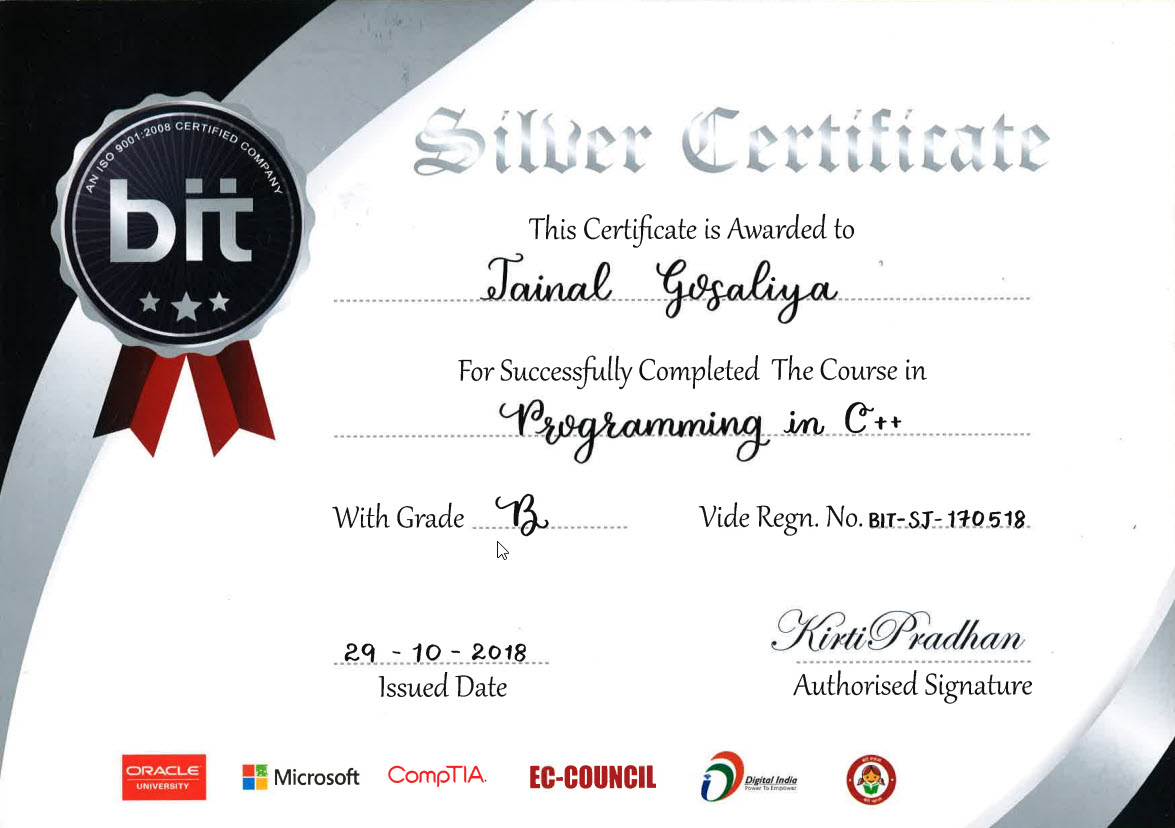 AN ISO 9001:2008 CERTIFIED COMPANY
bit
Silver Certificate
This Certificate is Awarded to
Jainal Gosaliya
For Successfully Completed The Course in
Programming in C++
With Grade B
Vide Regn. No. BIT-SJ-170518
29 - 10 - 2018
Issued Date
Kirti Pradhan
Authorised Signature
ORACLE
UNIVERSITY
Microsoft
CompTIA.
EC-COUNCIL
Digital India
Power To Empower